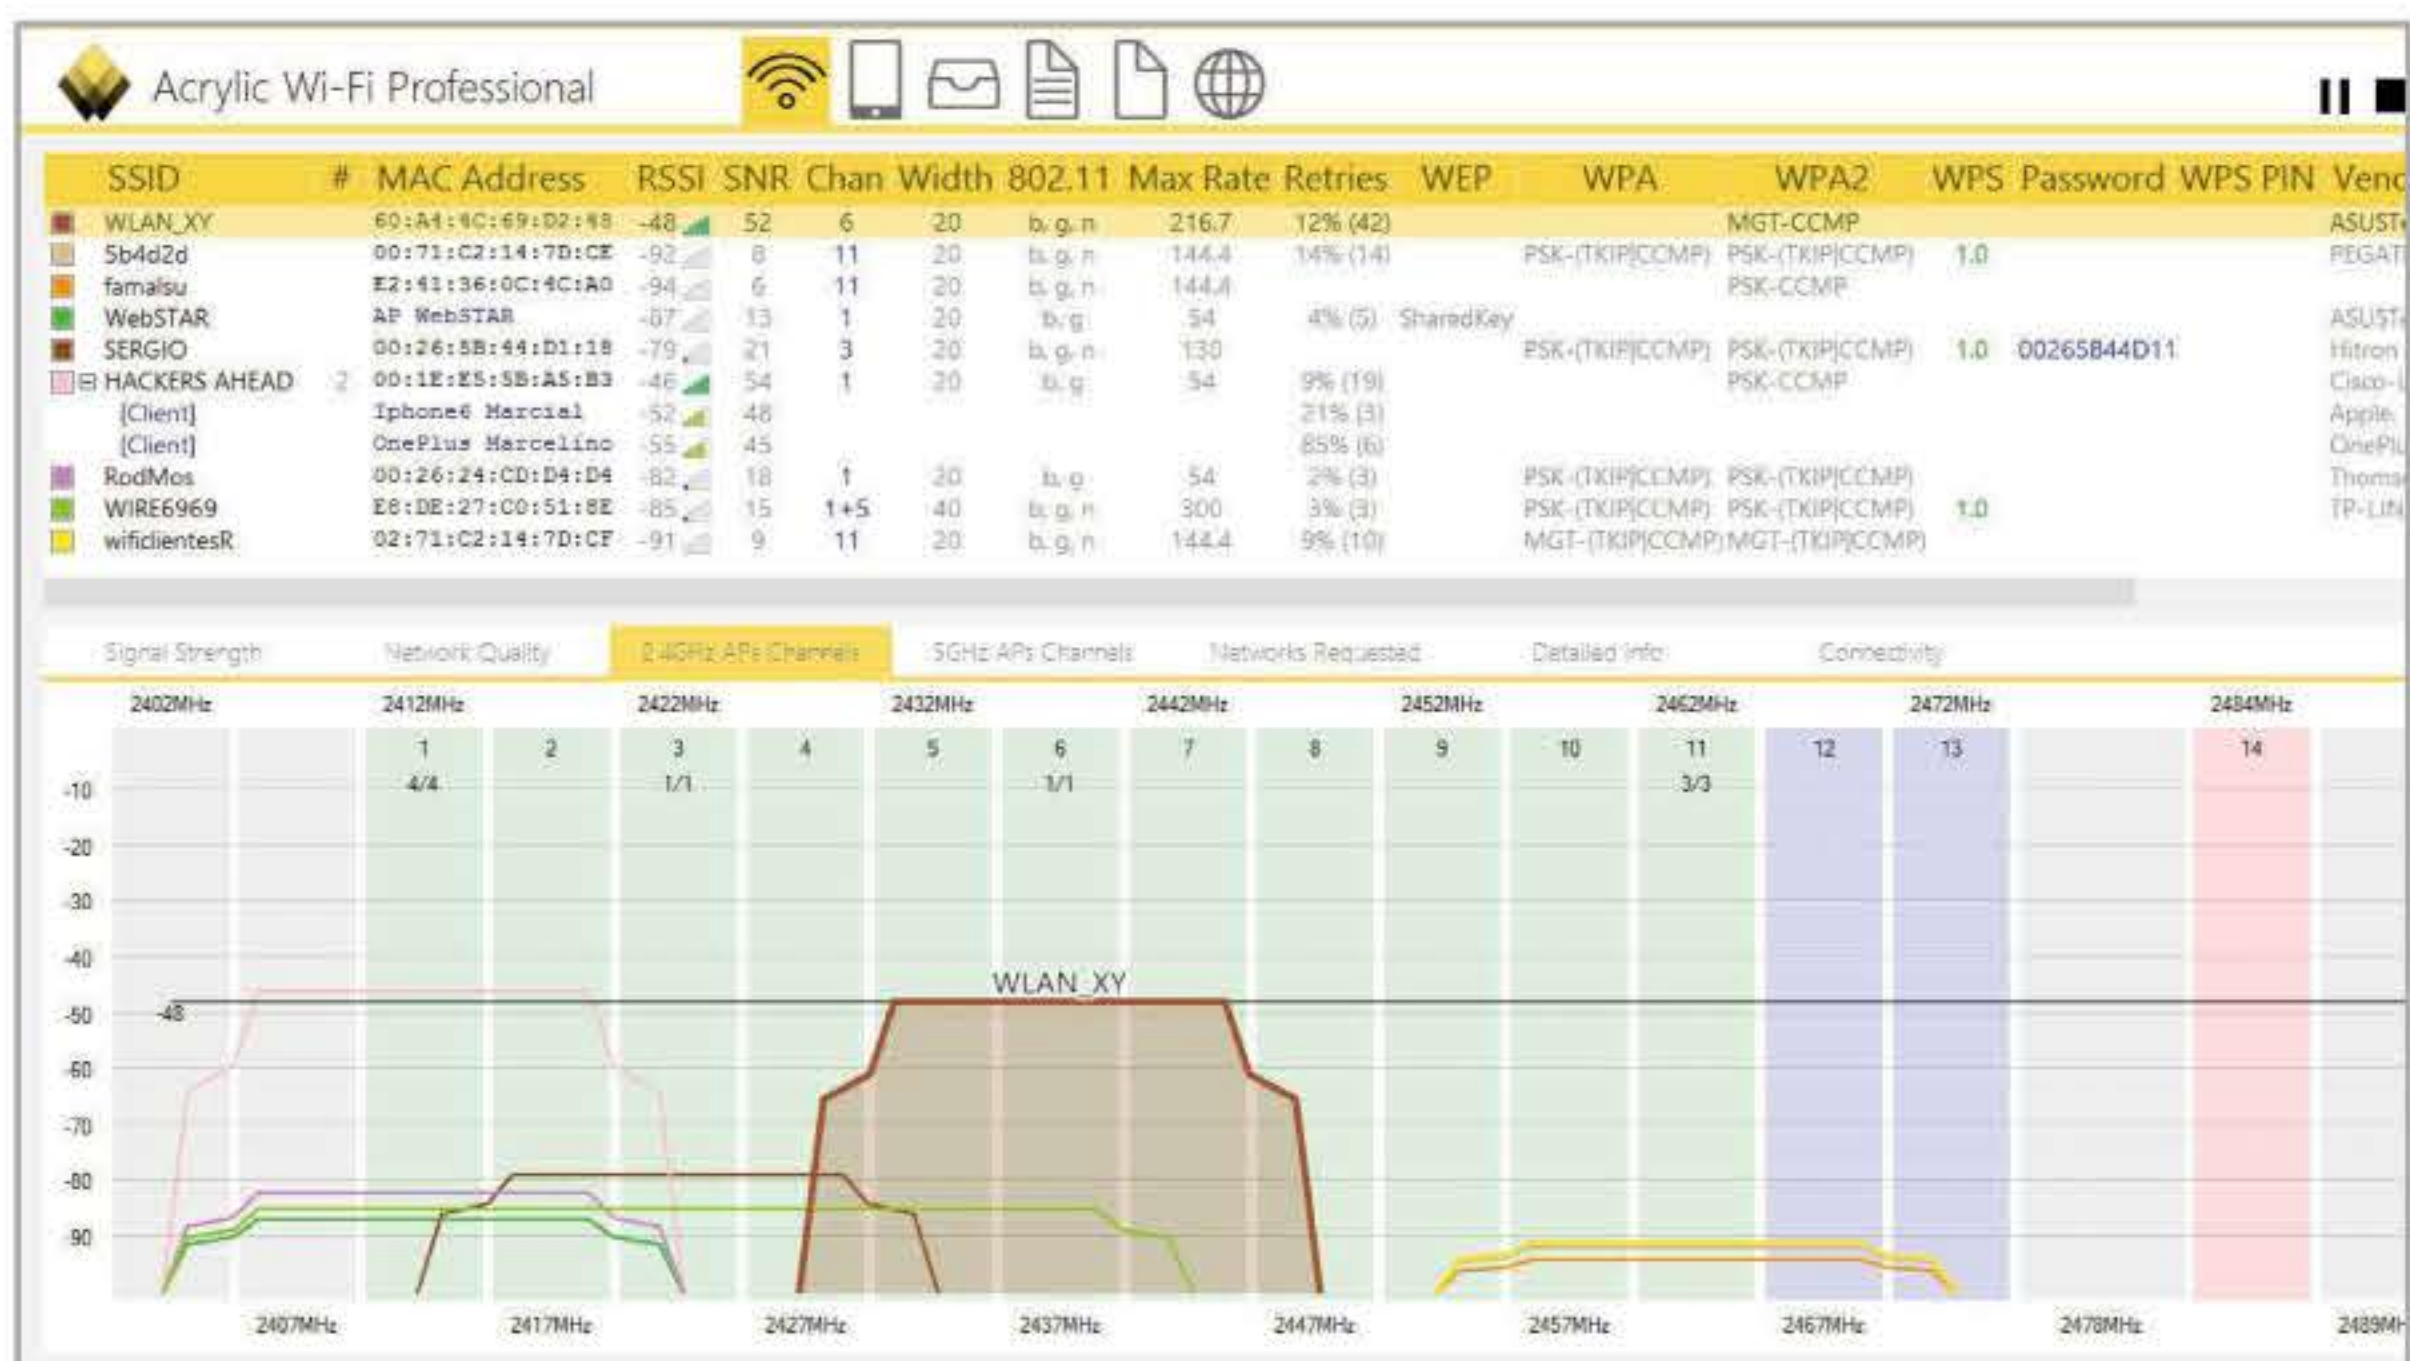 Acrylic Wi-Fi Professional
SSID # MAC Address RSSI SNR Chan Width 802.11 Max Rate Retries WEP WPA WPA2 WPS Password WPS PIN Venc
WLAN_XY 60:A4:4C:69:D2:48 -48 52 6 20 b, g, n 216.7 12% (42) MGT-CCMP ASUSTe
5b4d2d 00:71:C2:14:7D:CE -92 8 11 20 b, g, n 144.4 14% (14) PSK-(TKIP|CCMP) PSK-(TKIP|CCMP) 1.0 PEGAT
famalsu E2:41:36:0C:4C:A0 -94 6 11 20 b, g, n 144.4 PSK-CCMP
WebSTAR AP WebSTAR -87 13 1 20 b, g 54 4% (5) SharedKey ASUSTe
SERGIO 00:26:5B:44:D1:18 -79 21 3 20 b, g, n 130 PSK-(TKIP|CCMP) PSK-(TKIP|CCMP) 1.0 00265B44D11 Hitron
HACKERS AHEAD 2 00:1E:E5:5B:A5:B3 -46 54 1 20 b, g 54 9% (19) PSK-CCMP Cisco-L
[Client] Iphone6 Marcial -52 48 21% (3) Apple,
[Client] OnePlus Marcelino -55 45 85% (6) OnePlu
RodMos 00:26:24:CD:D4:D4 -82 18 1 20 b, g 54 2% (3) PSK-(TKIP|CCMP) PSK-(TKIP|CCMP) Thoms
WIRE6969 E8:DE:27:C0:51:8E -85 15 1+5 40 b, g, n 300 3% (3) PSK-(TKIP|CCMP) PSK-(TKIP|CCMP) 1.0 TP-LIN
wificlientesR 02:71:C2:14:7D:CF -91 9 11 20 b, g, n 144.4 9% (10) MGT-(TKIP|CCMP) MGT-(TKIP|CCMP)
Signal Strength Network Quality 2.4GHz APs Channels 5GHz APs Channels Networks Requested Detailed Info Connectivity
2402MHz 2412MHz 2422MHz 2432MHz 2442MHz 2452MHz 2462MHz 2472MHz 2484MHz
1 2 3 4 5 6 7 8 9 10 11 12 13 14
4/4 1/1 1/1 3/3
-10
-20
-30
-40
WLAN_XY
-48
-50
-60
-70
-80
-90
2407MHz 2417MHz 2427MHz 2437MHz 2447MHz 2457MHz 2467MHz 2478MHz 2489MH